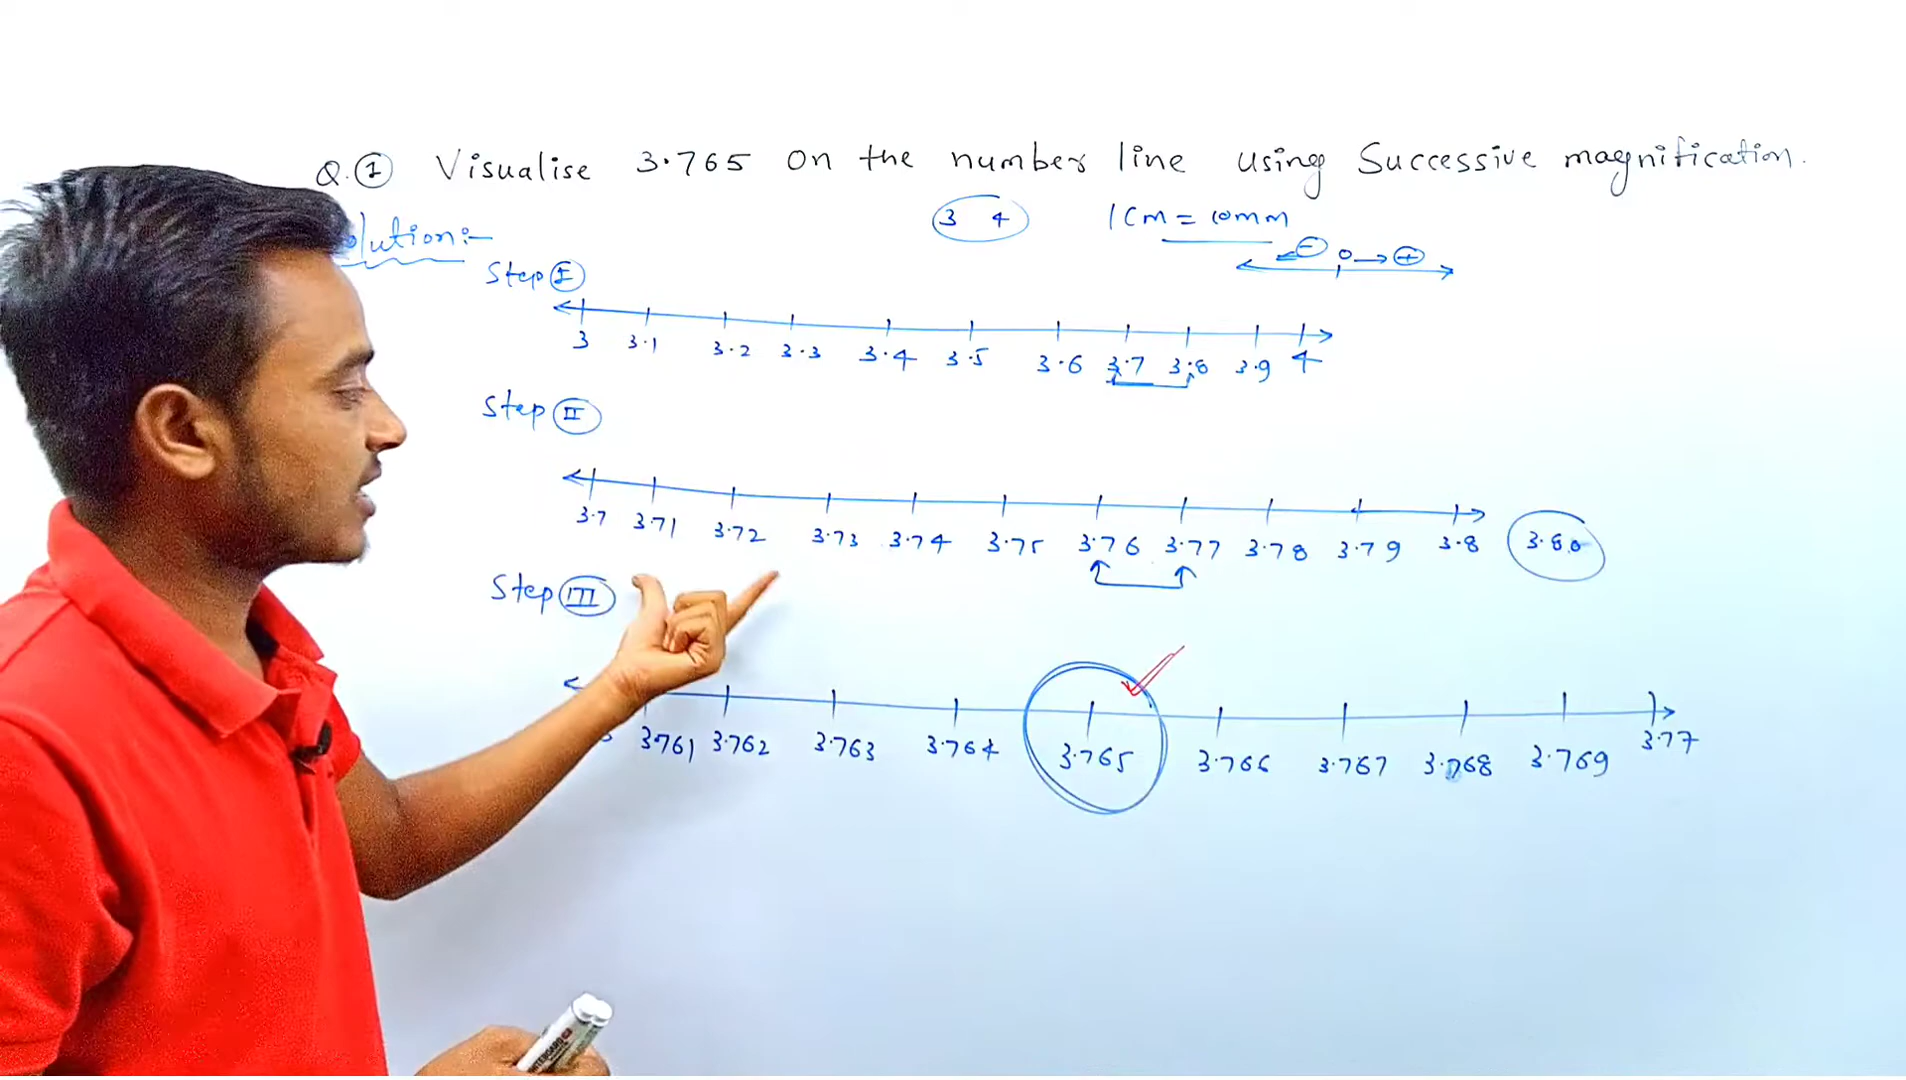 Q.① Visualise 3.765 on the number line using Successive magnification.
olution:-
3 4
1 Cm = 10mm
- 0 +
Step I
3 3.1 3.2 3.3 3.4 3.5 3.6 3.7 3.8 3.9 4
Step II
3.7 3.71 3.72 3.73 3.74 3.75 3.76 3.77 3.78 3.79 3.8 3.80
Step III
3.761 3.762 3.763 3.764 3.765 3.766 3.767 3.768 3.769 3.77
WHITEBOARD